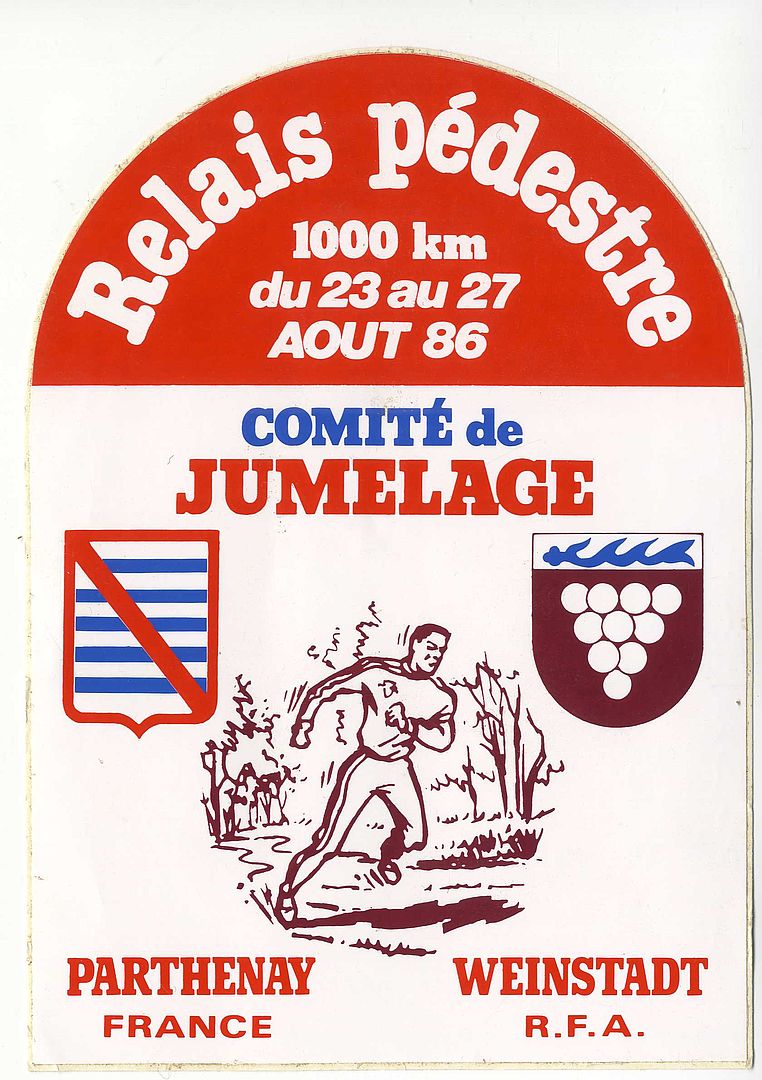 Relais pédestre
1000 km
du 23 au 27
AOUT 86
COMITÉ de
JUMELAGE
PARTHENAY WEINSTADT
FRANCE R.F.A.